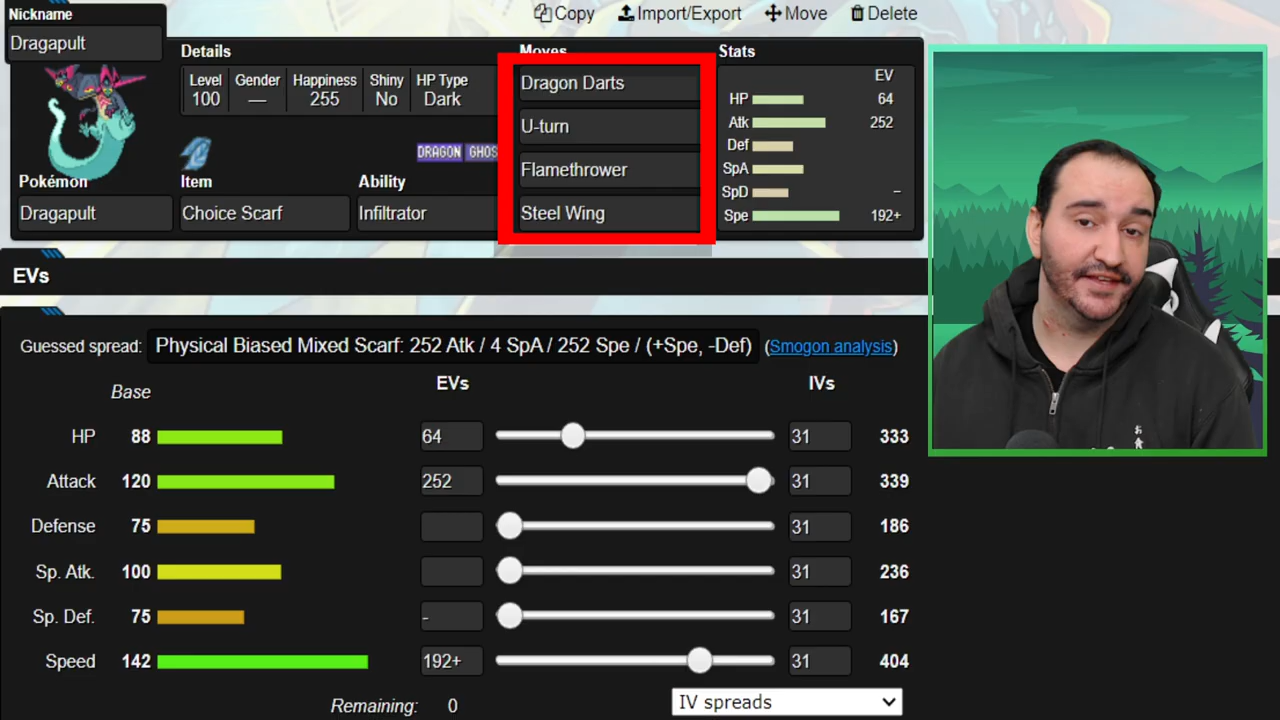 Nickname
Dragapult
Copy Import/Export Move Delete
Details
Level Gender Happiness Shiny HP Type
100 — 255 No Dark
DRAGON GHOS
Pokémon Item Ability
Dragapult Choice Scarf Infiltrator
Moves
Dragon Darts
U-turn
Flamethrower
Steel Wing
Stats
EV
HP 64
Atk 252
Def
SpA
SpD –
Spe 192+
EVs
Guessed spread: Physical Biased Mixed Scarf: 252 Atk / 4 SpA / 252 Spe / (+Spe, -Def) (Smogon analysis)
Base EVs IVs
HP 88 64 31 333
Attack 120 252 31 339
Defense 75 31 186
Sp. Atk. 100 31 236
Sp. Def. 75 - 31 167
Speed 142 192+ 31 404
Remaining: 0 IV spreads